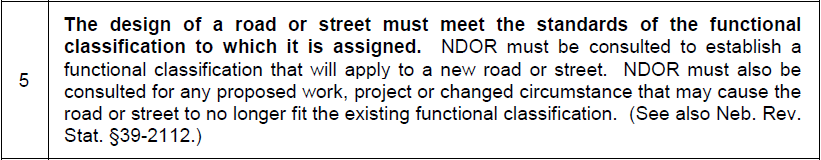 The design of a road or street must meet the standards of the functional
classification to which it is assigned. NDOR must be consulted to establish a
functional classification that will apply to a new road or street. NDOR must also be
5
consulted for any proposed work, project or changed circumstance that may cause the
road or street to no longer fit the existing functional classification. (See also Neb. Rev.
Stat. §39-2112.)